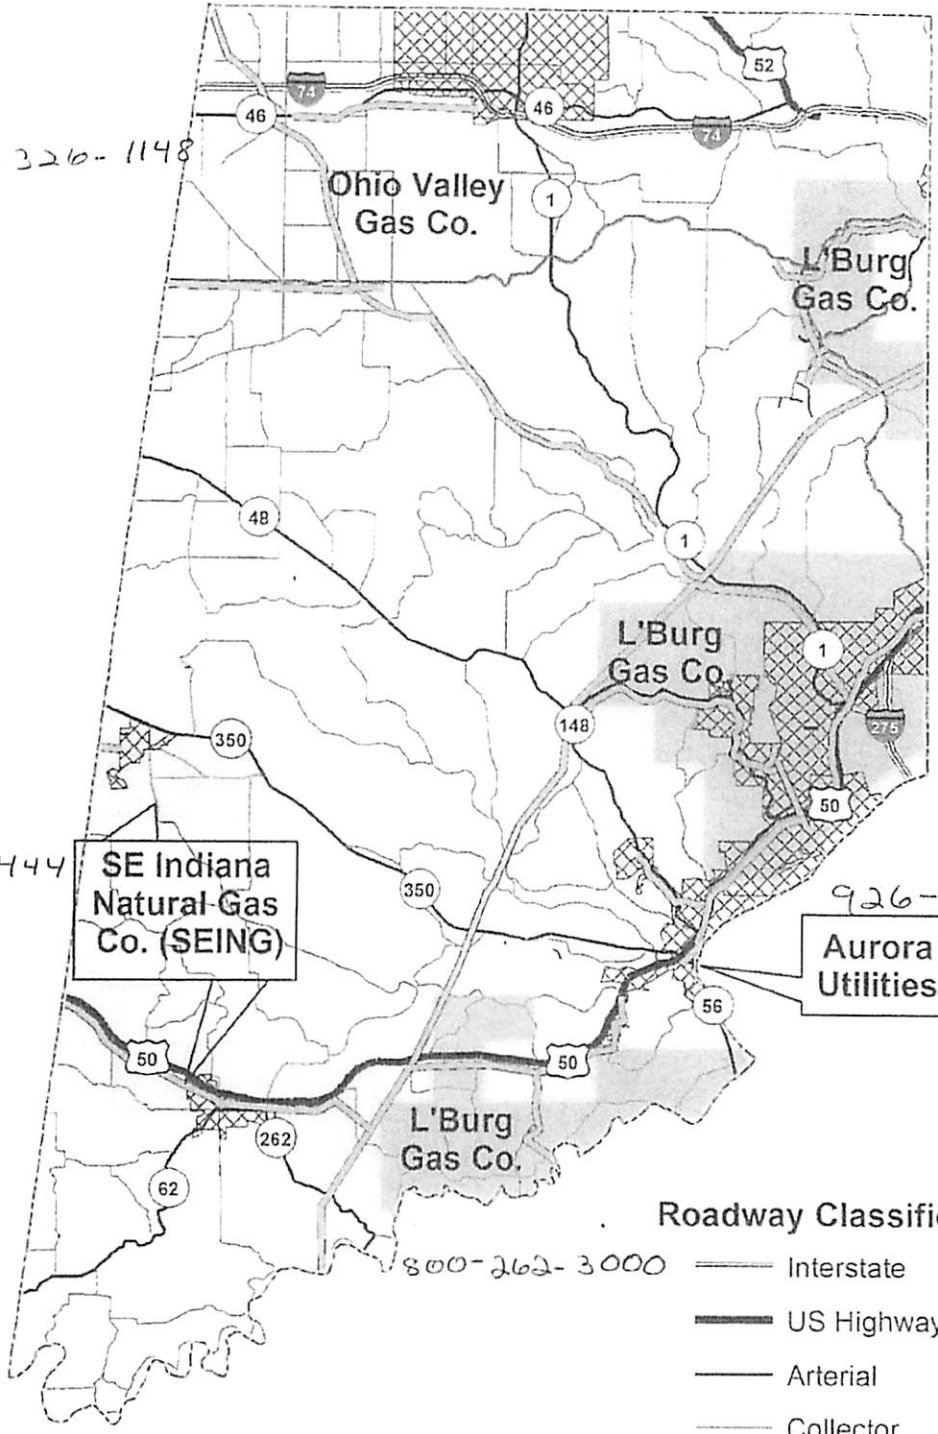 52
74
46
46
74
326-1148
Ohio Valley
Gas Co.
1
L'Burg
Gas Co.
48
1
L'Burg
Gas Co.
1
148
350
275
50
444
SE Indiana
Natural Gas
Co. (SEING)
350
926-
Aurora
Utilities
56
50
50
L'Burg
Gas Co.
262
62
Roadway Classific
800-262-3000
Interstate
US Highway
Arterial
Collector